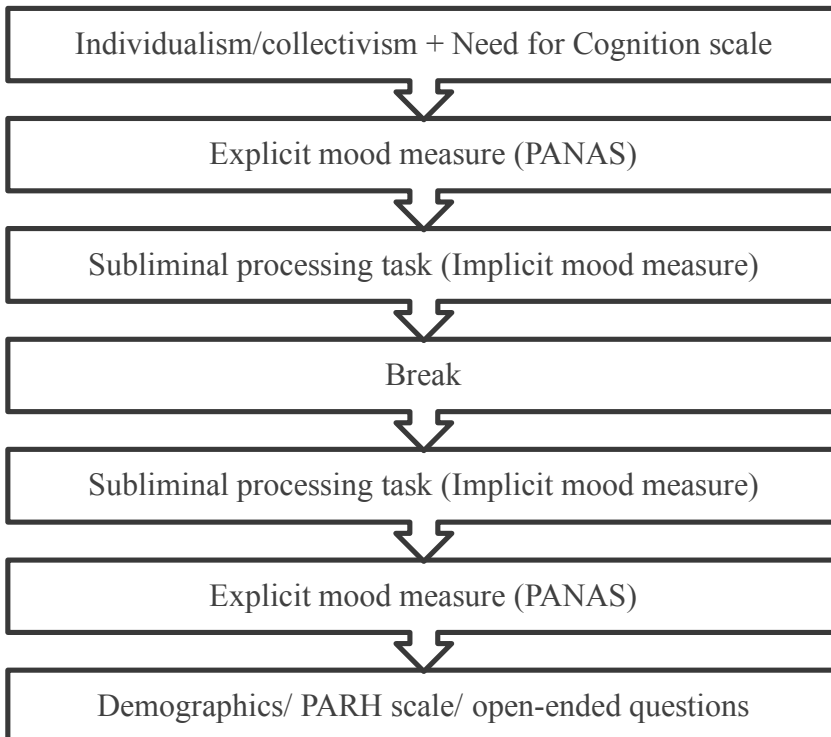 Individualism/collectivism + Need for Cognition scale
Explicit mood measure (PANAS)
Subliminal processing task (Implicit mood measure)
Break
Subliminal processing task (Implicit mood measure)
Explicit mood measure (PANAS)
Demographics/ PARH scale/ open-ended questions